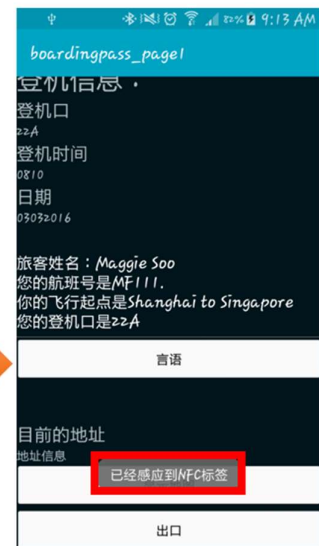 82% 9:13 AM
boardingpass_page1
登机信息：
登机口
22A
登机时间
0810
日期
03032016
旅客姓名：Maggie Soo
您的航班号是MF111.
你的飞行起点是Shanghai to Singapore
您的登机口是22A
言语
目前的地址
地址信息
已经感应到NFC标签
出口